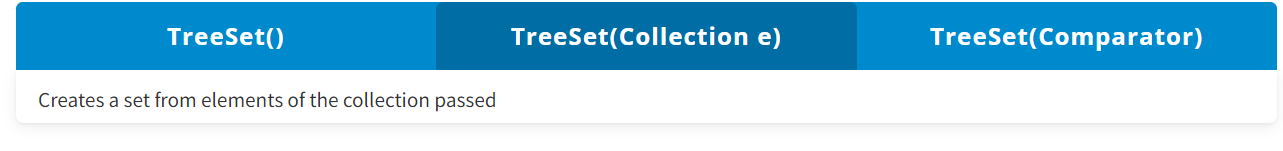 TreeSet() TreeSet(Collection e) TreeSet(Comparator)
Creates a set from elements of the collection passed